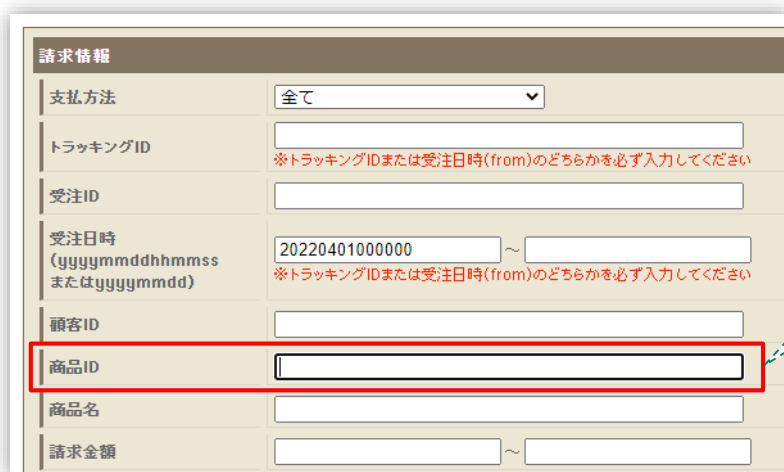 請求情報
支払方法
全て
トラッキングID
※トラッキングIDまたは受注日時(from)のどちらかを必ず入力してください
受注ID
受注日時
(yyyymmddhhmmss
またはyyyymmdd)
20220401000000 ～
※トラッキングIDまたは受注日時(from)のどちらかを必ず入力してください
顧客ID
商品ID
商品名
請求金額 ～